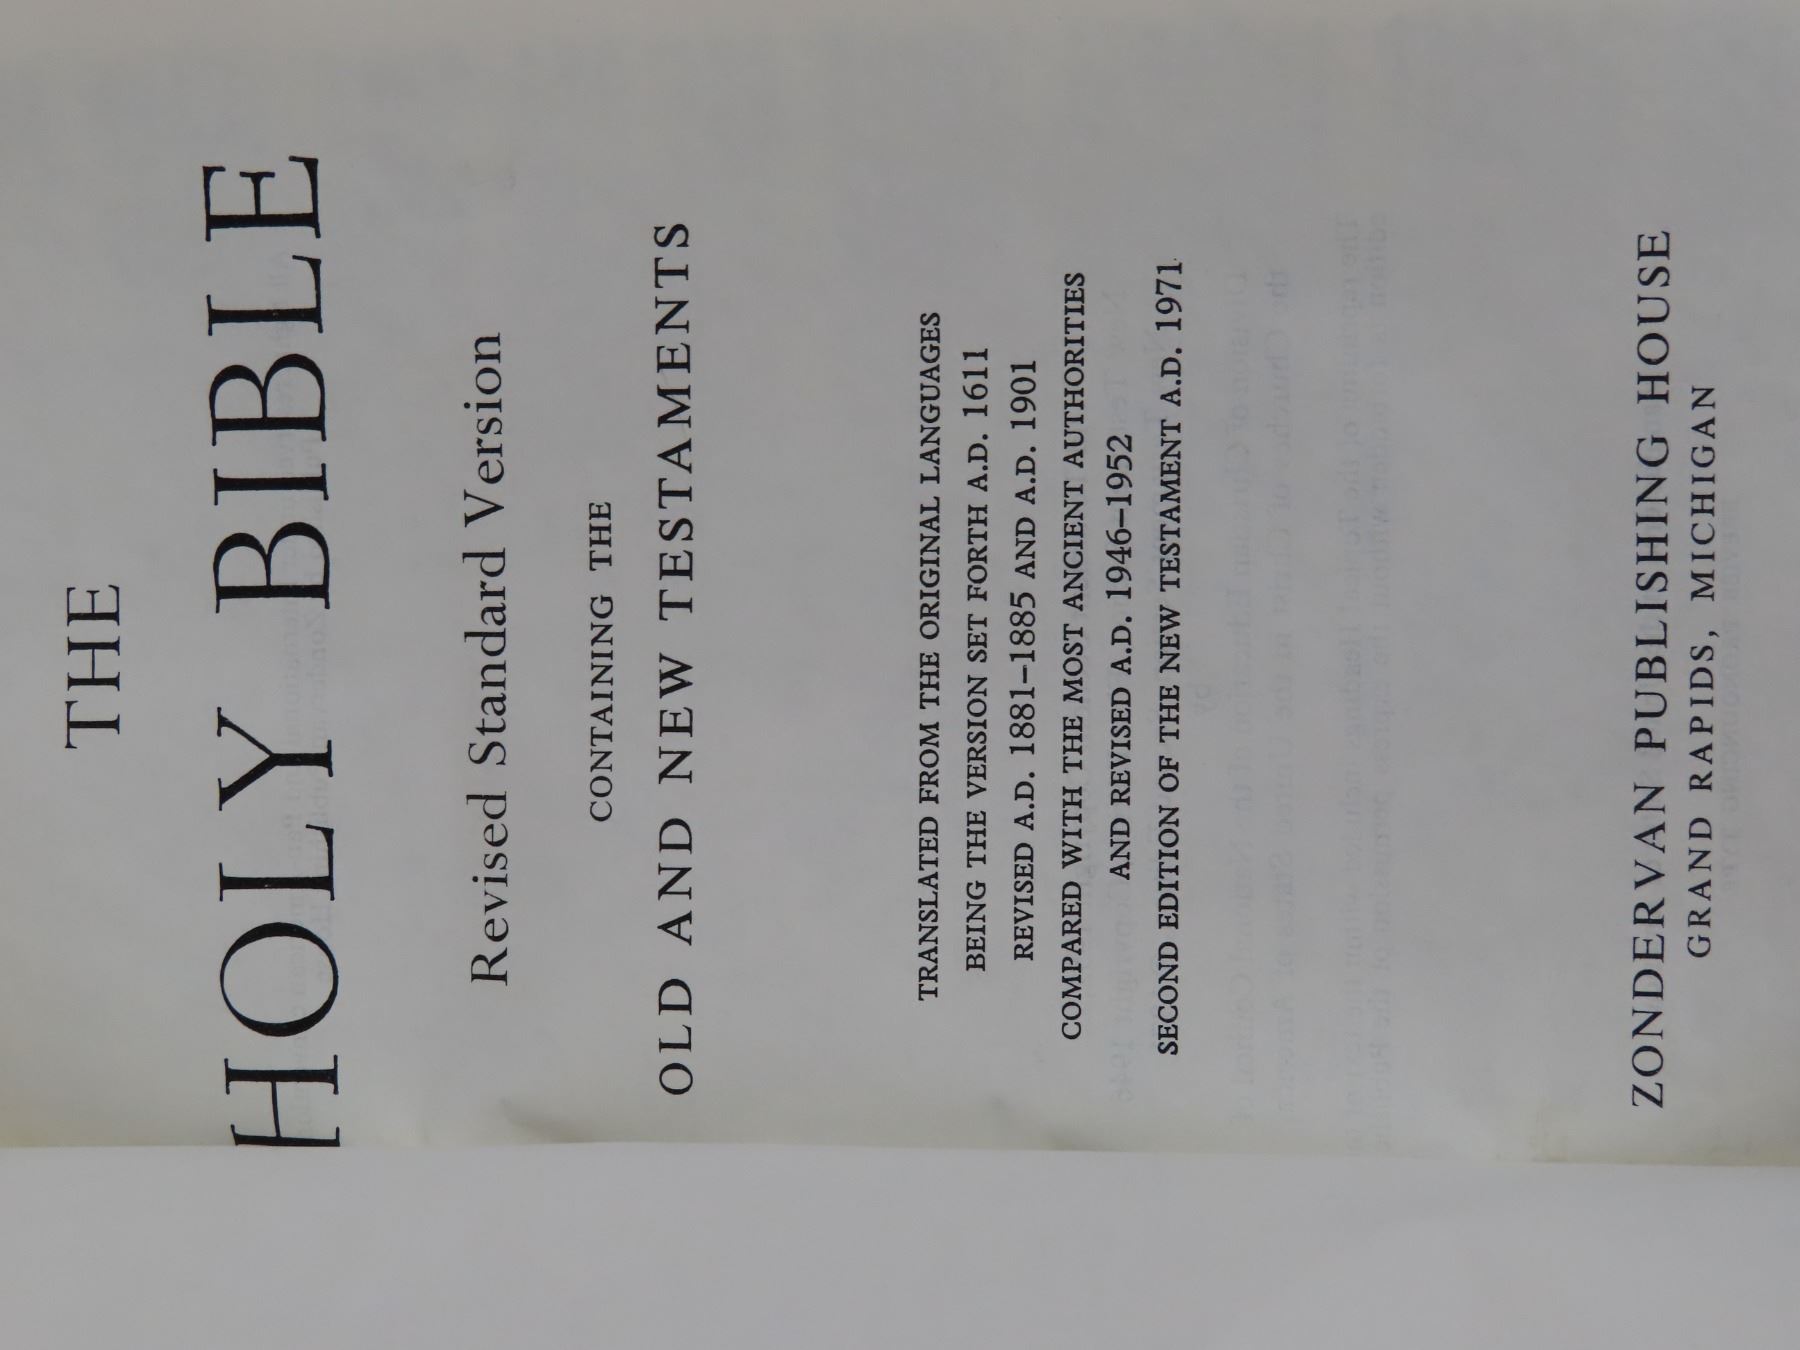 THE
HOLY BIBLE
Revised Standard Version
CONTAINING THE
OLD AND NEW TESTAMENTS
TRANSLATED FROM THE ORIGINAL LANGUAGES
BEING THE VERSION SET FORTH A.D. 1611
REVISED A.D. 1881–1885 AND A.D. 1901
COMPARED WITH THE MOST ANCIENT AUTHORITIES
AND REVISED A.D. 1946–1952
SECOND EDITION OF THE NEW TESTAMENT A.D. 1971
ZONDERVAN PUBLISHING HOUSE
GRAND RAPIDS, MICHIGAN